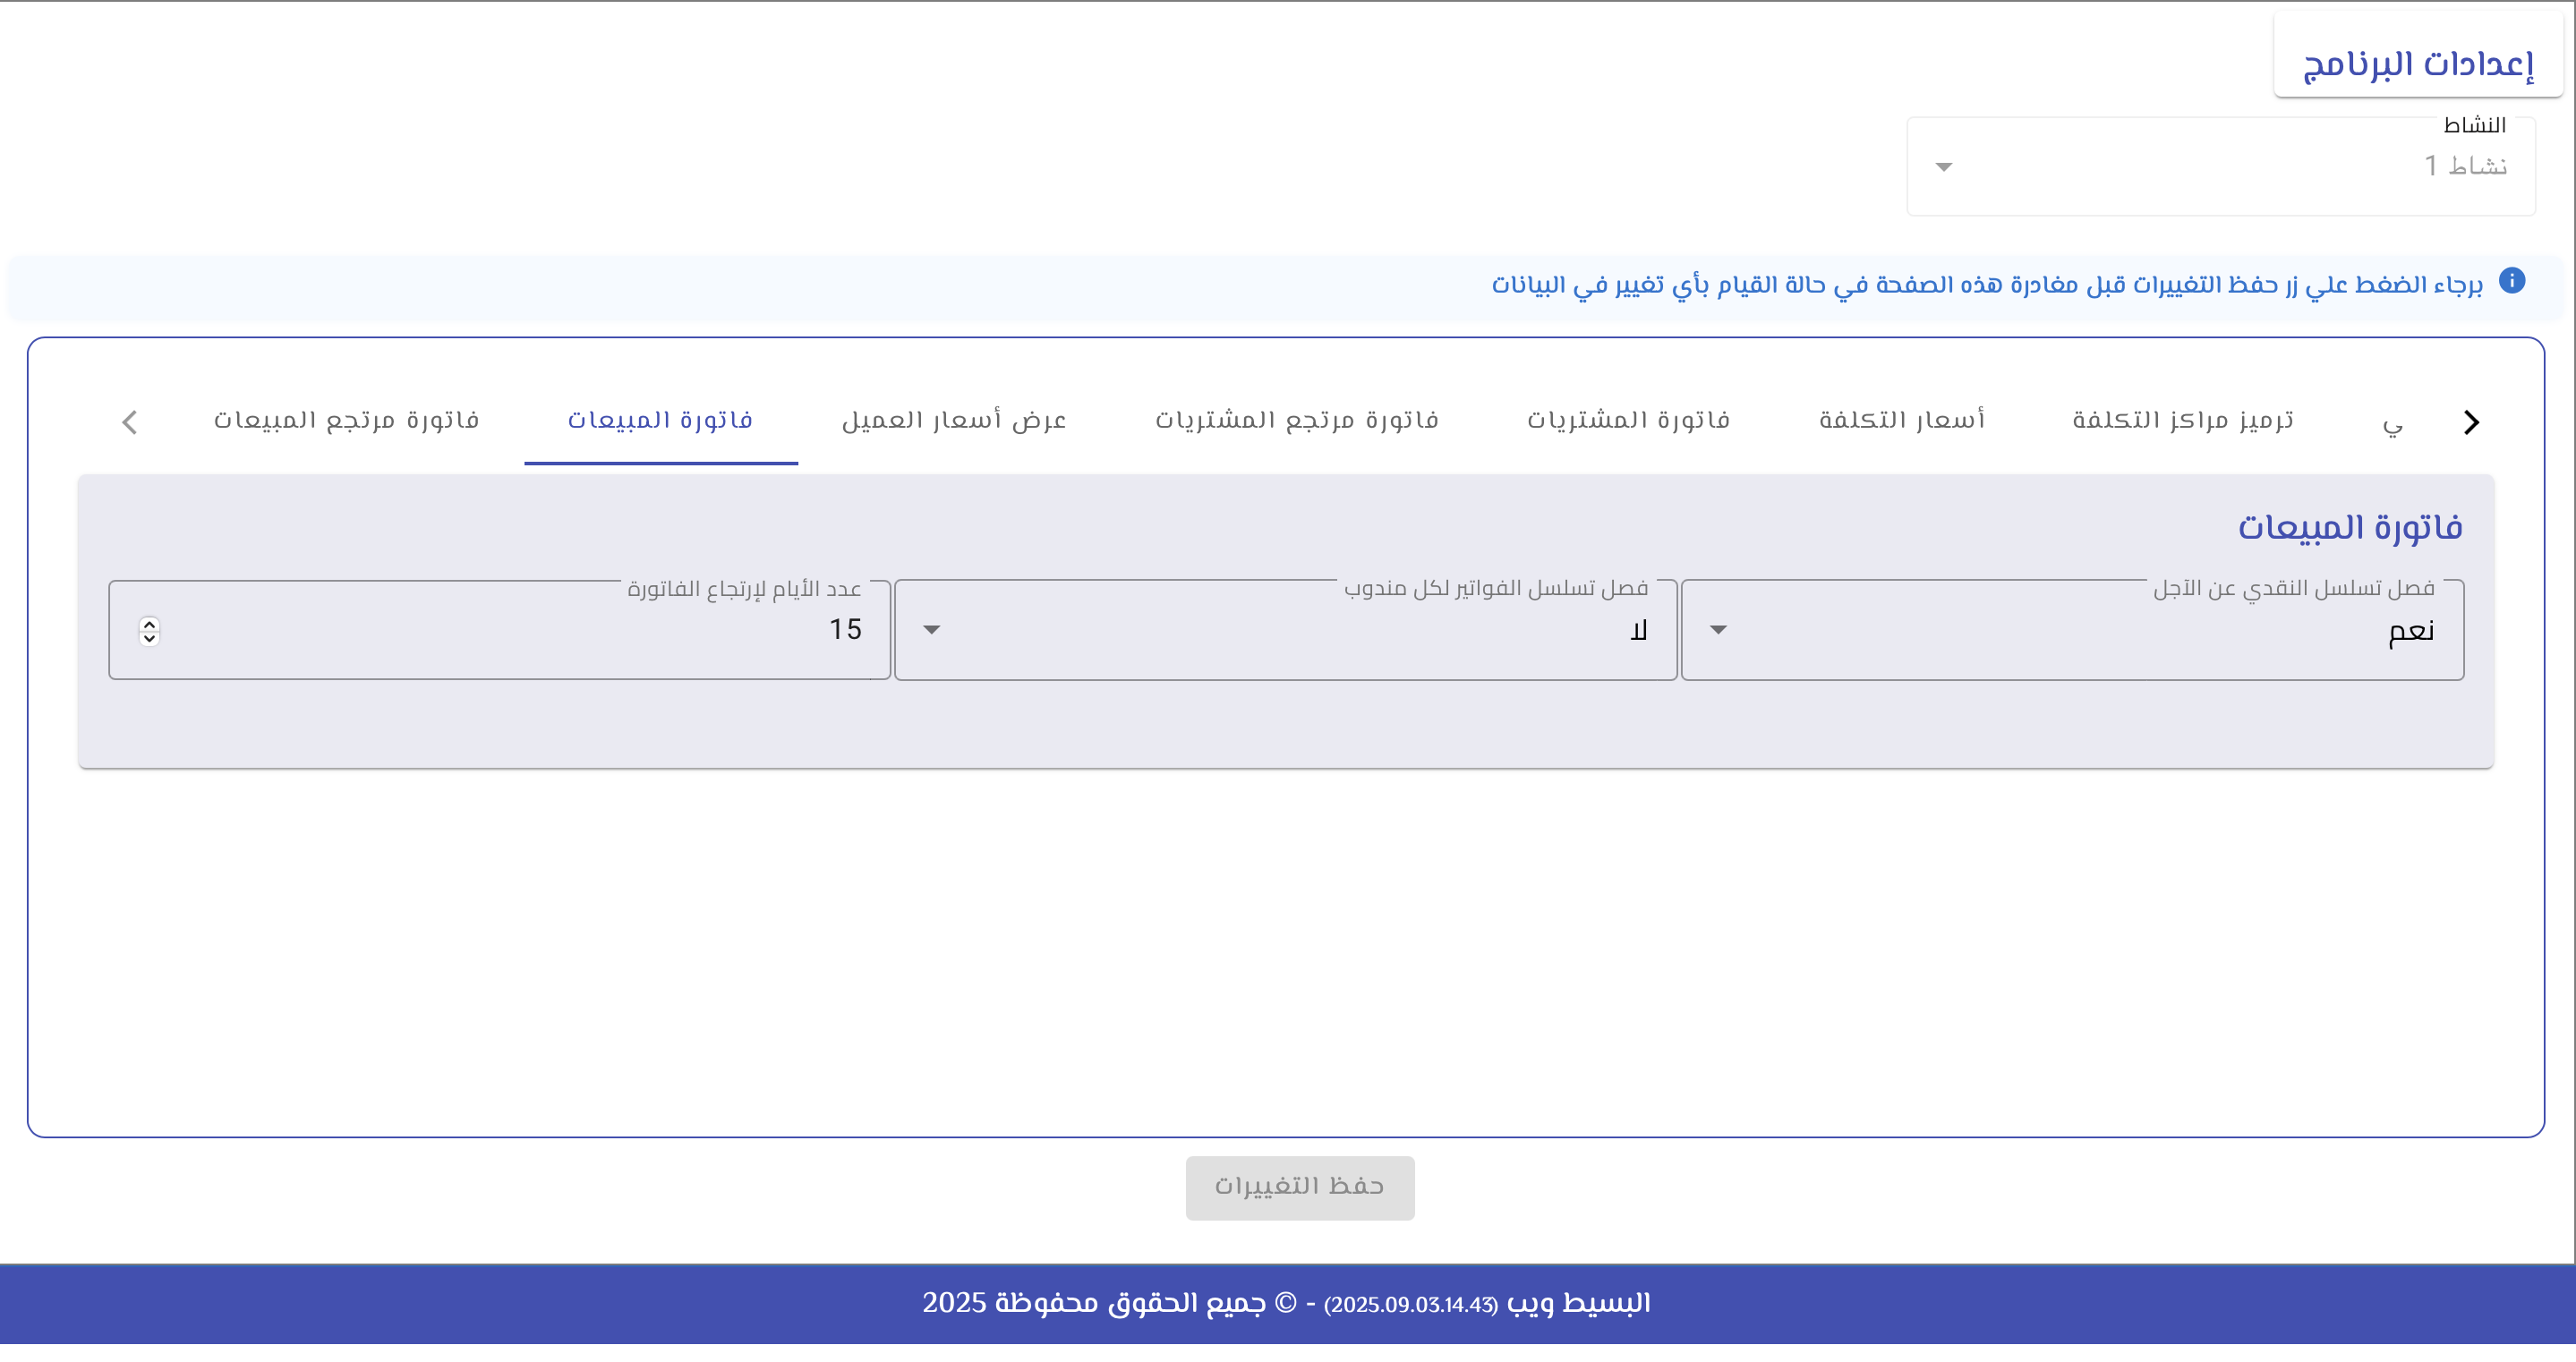 إعدادات البرنامج
النشاط
نشاط 1
برجاء الضغط علي زر حفظ التغييرات قبل مغادرة هذه الصفحة في حالة القيام بأي تغيير في البيانات
ي ترميز مراكز التكلفة أسعار التكلفة فاتورة المشتريات فاتورة مرتجع المشتريات عرض أسعار العميل فاتورة المبيعات فاتورة مرتجع المبيعات
فاتورة المبيعات
فصل تسلسل النقدي عن الآجل فصل تسلسل الفواتير لكل مندوب عدد الأيام لإرتجاع الفاتورة
نعم لا 15
حفظ التغييرات
البسيط ويب (2025.09.03.14.43) - © جميع الحقوق محفوظة 2025